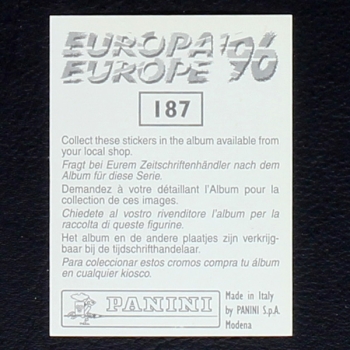 EUROPA '96
EUROPE
187
Collect these stickers in the album available from
your local shop.
Fragt bei Eurem Zeitschriftenhändler nach dem
Album für diese Serie.
Demandez à votre détaillant l'Album pour la
collection de ces images.
Chiedete al vostro rivenditore l'album per la
raccolta di queste figurine.
Het album en de andere plaatjes zijn verkrijg-
baar bij de tijdschrifthandelaar.
Para coleccionar estos cromos compra tu álbum
en cualquier kiosco.
PANINI
Made in Italy
by PANINI S.p.A.
Modena